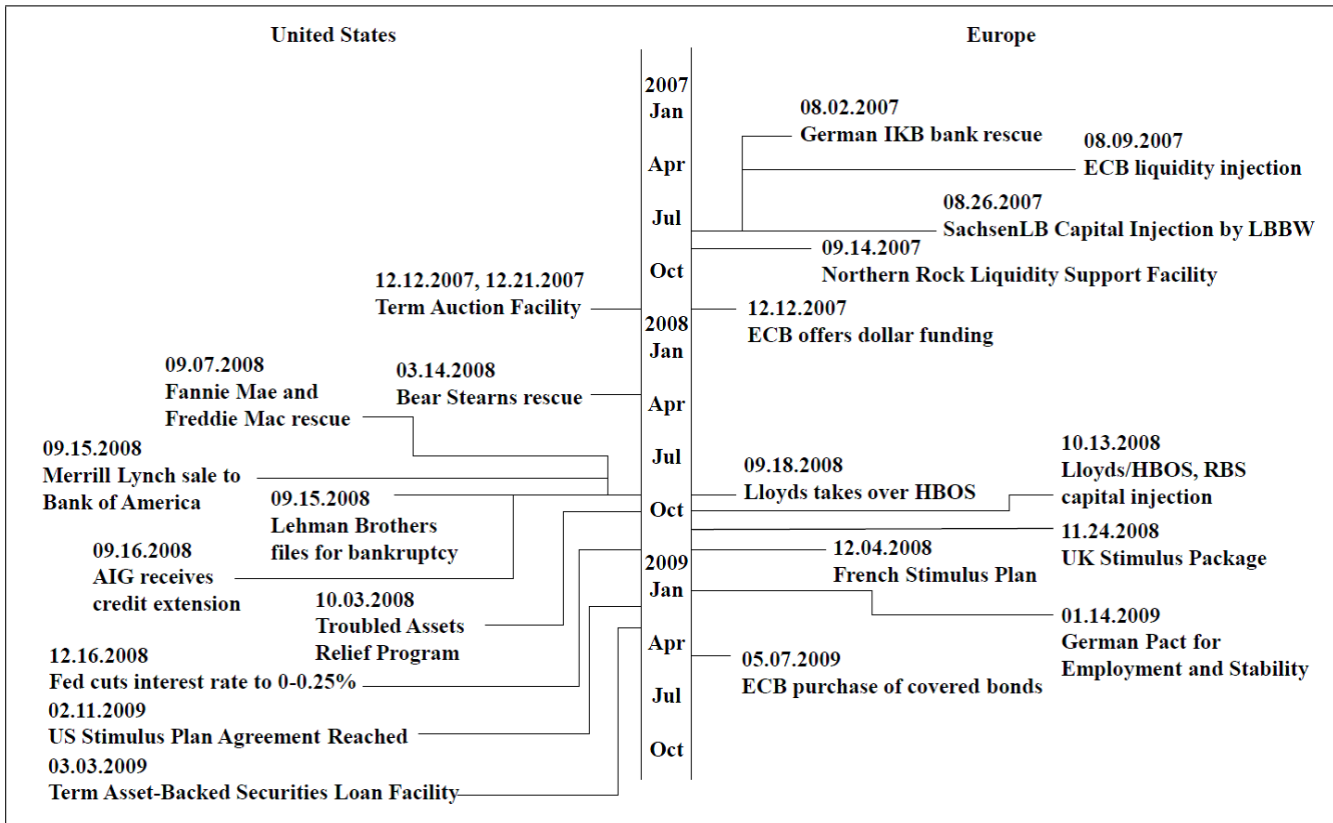 United States
Europe
2007
Jan
Apr
Jul
Oct
2008
Jan
Apr
Jul
Oct
2009
Jan
Apr
Jul
Oct
12.12.2007, 12.21.2007
Term Auction Facility
09.07.2008
Fannie Mae and
Freddie Mac rescue
03.14.2008
Bear Stearns rescue
09.15.2008
Merrill Lynch sale to
Bank of America
09.15.2008
Lehman Brothers
files for bankruptcy
09.16.2008
AIG receives
credit extension
10.03.2008
Troubled Assets
Relief Program
12.16.2008
Fed cuts interest rate to 0-0.25%
02.11.2009
US Stimulus Plan Agreement Reached
03.03.2009
Term Asset-Backed Securities Loan Facility
08.02.2007
German IKB bank rescue
08.09.2007
ECB liquidity injection
08.26.2007
SachsenLB Capital Injection by LBBW
09.14.2007
Northern Rock Liquidity Support Facility
12.12.2007
ECB offers dollar funding
09.18.2008
Lloyds takes over HBOS
10.13.2008
Lloyds/HBOS, RBS
capital injection
11.24.2008
UK Stimulus Package
12.04.2008
French Stimulus Plan
01.14.2009
German Pact for
Employment and Stability
05.07.2009
ECB purchase of covered bonds